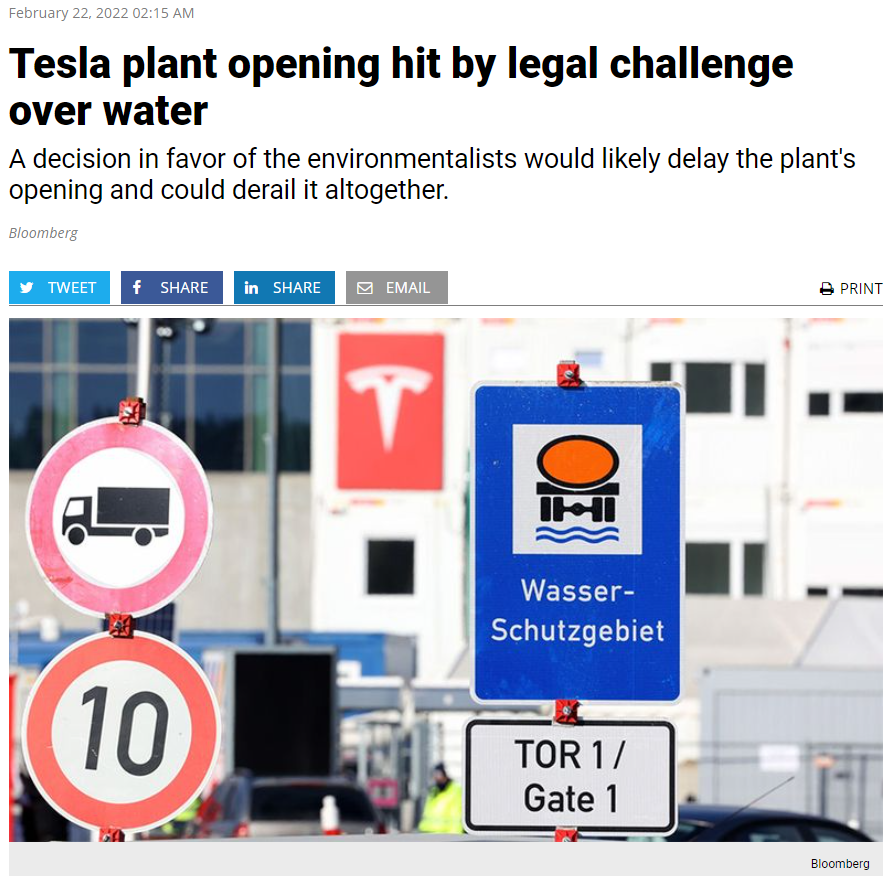 February 22, 2022 02:15 AM
Tesla plant opening hit by legal challenge
over water
A decision in favor of the environmentalists would likely delay the plant's
opening and could derail it altogether.
Bloomberg
TWEET
SHARE
SHARE
EMAIL
PRINT
10
Wasser-
Schutzgebiet
TOR 1/
Gate 1
Bloomberg